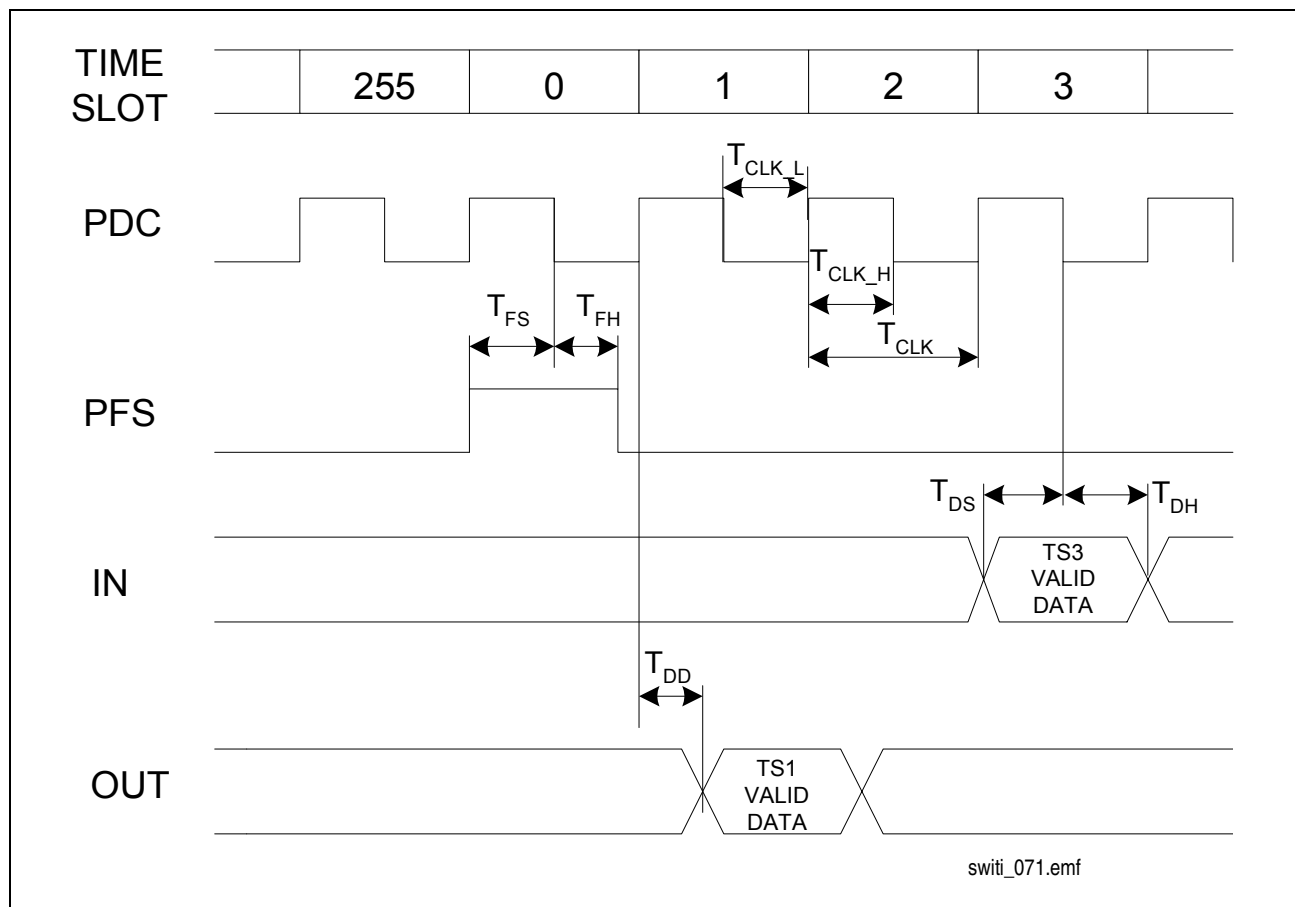 TIME
SLOT
255 0 1 2 3
PDC
T_CLK_L
T_CLK_H
T_CLK
T_FS T_FH
PFS
T_DS T_DH
IN
TS3
VALID
DATA
T_DD
OUT
TS1
VALID
DATA
switi_071.emf